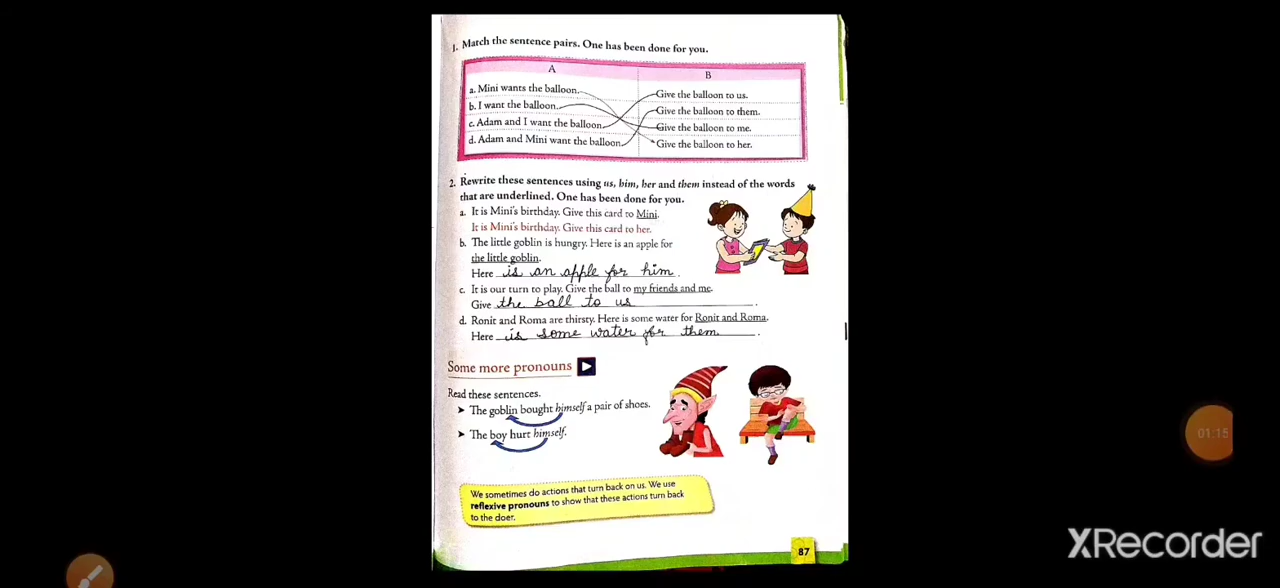 1. Match the sentence pairs. One has been done for you.
A
B
a. Mini wants the balloon.
Give the balloon to us.
b. I want the balloon.
Give the balloon to them.
c. Adam and I want the balloon.
Give the balloon to me.
d. Adam and Mini want the balloon.
Give the balloon to her.
2. Rewrite these sentences using us, him, her and them instead of the words
that are underlined. One has been done for you.
a. It is Mini's birthday. Give this card to Mini.
It is Mini's birthday. Give this card to her.
b. The little goblin is hungry. Here is an apple for
the little goblin.
Here is an apple for him.
c. It is our turn to play. Give the ball to my friends and me.
Give the ball to us.
d. Ronit and Roma are thirsty. Here is some water for Ronit and Roma.
Here is some water for them.
Some more pronouns
Read these sentences.
➤ The goblin bought himself a pair of shoes.
➤ The boy hurt himself.
We sometimes do actions that turn back on us. We use
reflexive pronouns to show that these actions turn back
to the doer.
87
01:15
XRecorder